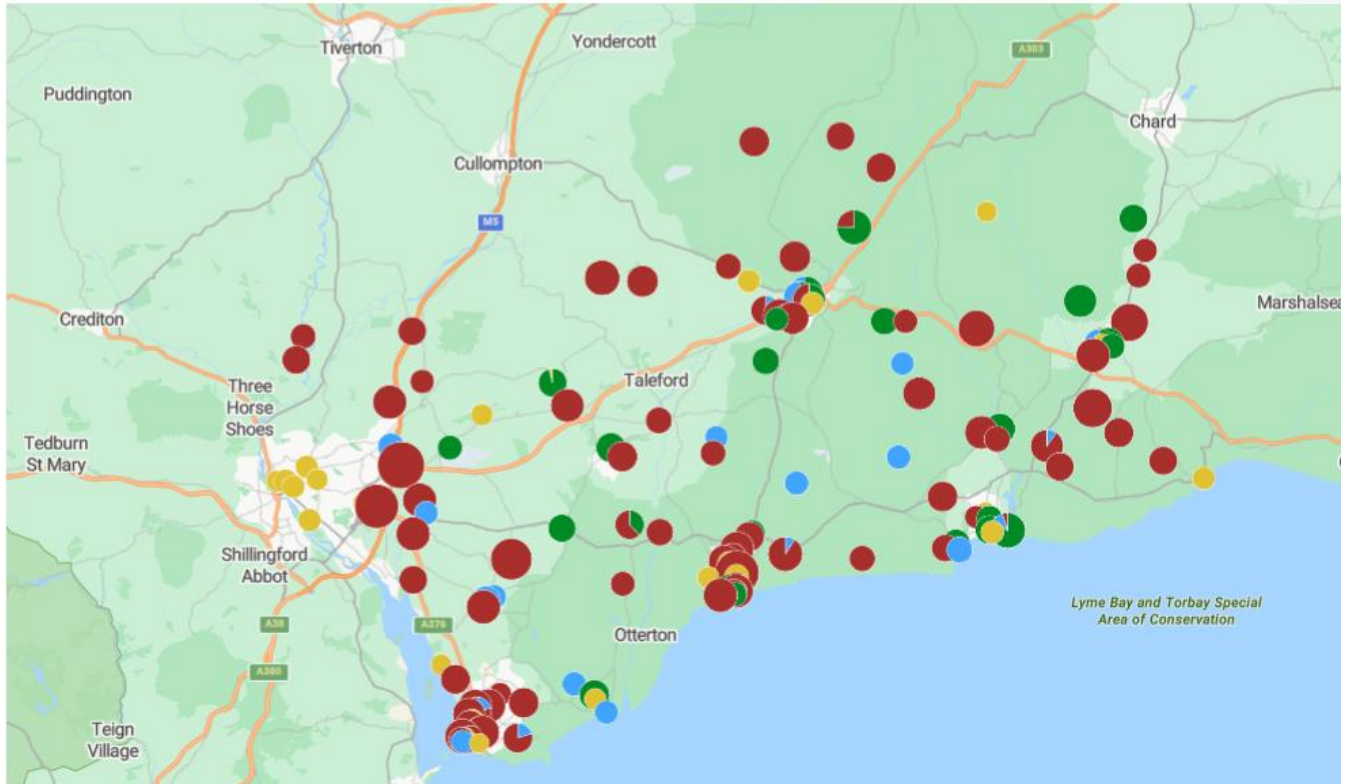 Tiverton
Yondercott
A303
Puddington
Chard
Cullompton
M5
Marshalsea
Crediton
Three
Horse
Shoes
Taleford
Tedburn
St Mary
Shillingford
Abbot
Lyme Bay and Torbay Special
Area of Conservation
A38
A376
Otterton
A380
Teign
Village